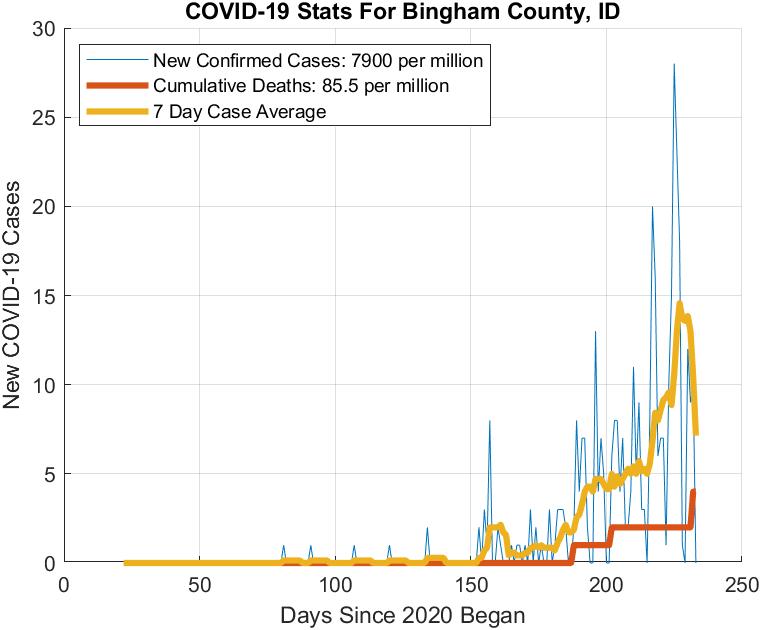 COVID-19 Stats For Bingham County, ID
New Confirmed Cases: 7900 per million
Cumulative Deaths: 85.5 per million
7 Day Case Average
New COVID-19 Cases
30
25
20
15
10
5
0
0 50 100 150 200 250
Days Since 2020 Began